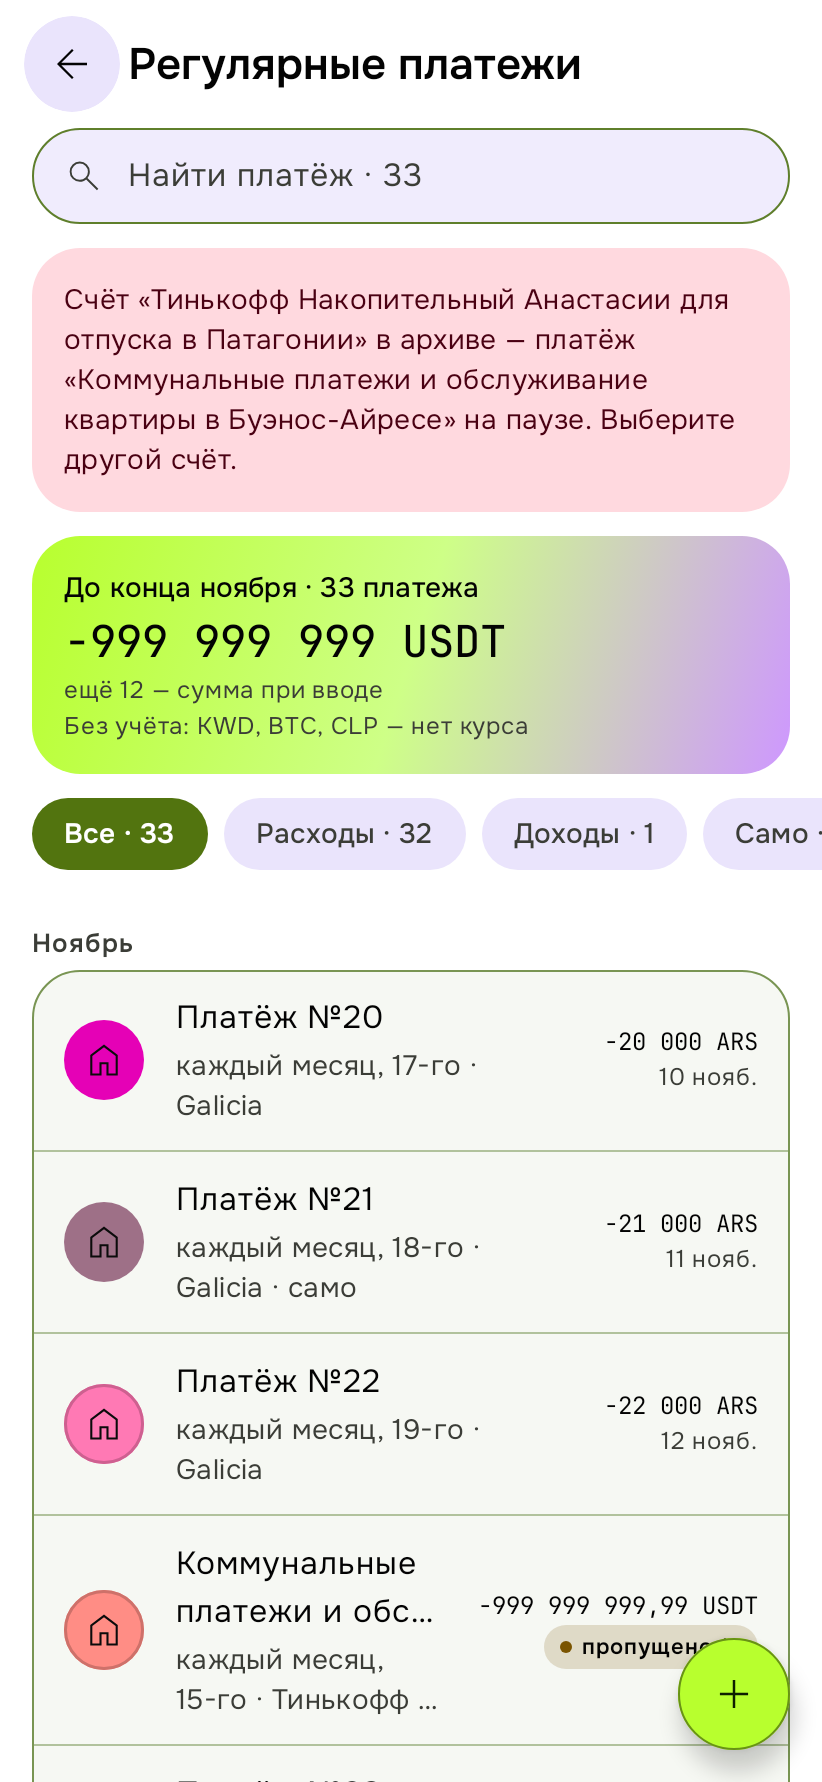 Регулярные платежи
Найти платёж · 33
Счёт «Тинькофф Накопительный Анастасии для
отпуска в Патагонии» в архиве — платёж
«Коммунальные платежи и обслуживание
квартиры в Буэнос-Айресе» на паузе. Выберите
другой счёт.
До конца ноября · 33 платежа
-999 999 999 USDT
ещё 12 — сумма при вводе
Без учёта: KWD, BTC, CLP — нет курса
Все · 33
Расходы · 32
Доходы · 1
Само ·
Ноябрь
Платёж №20
каждый месяц, 17-го ·
Galicia
-20 000 ARS
10 нояб.
Платёж №21
каждый месяц, 18-го ·
Galicia · само
-21 000 ARS
11 нояб.
Платёж №22
каждый месяц, 19-го ·
Galicia
-22 000 ARS
12 нояб.
Коммунальные
платежи и обс…
каждый месяц,
15-го · Тинькофф …
-999 999 999,99 USDT